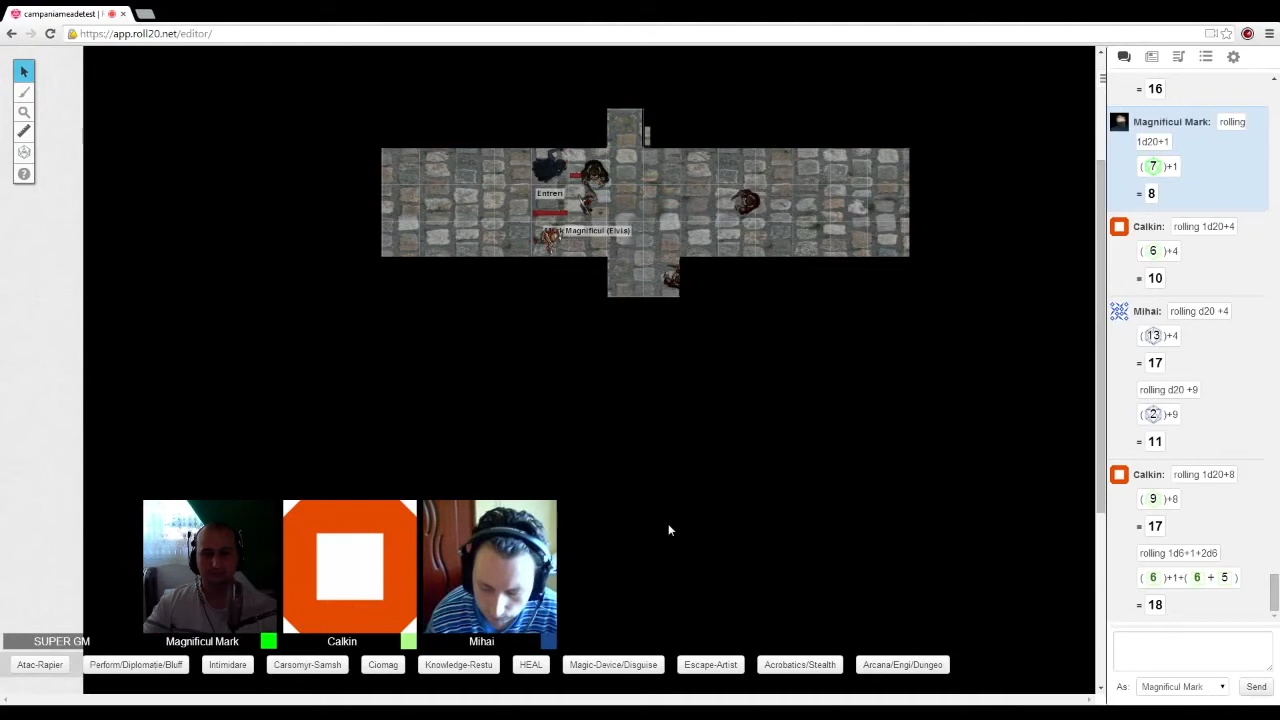 campaniameadetest |
https://app.roll20.net/editor/
= 16
Magnificul Mark: rolling
1d20+1
(7)+1
= 8
Calkin: rolling 1d20+4
(6)+4
= 10
Mihai: rolling d20 +4
(13)+4
= 17
rolling d20 +9
(2)+9
= 11
Calkin: rolling 1d20+8
(9)+8
= 17
rolling 1d6+1+2d6
(6)+1+(6+5)
= 18
Entreri
Magnificul (Elvis)
SUPER GM
Magnificul Mark
Calkin
Mihai
Atac-Rapier
Perform/Diplomatie/Bluff
Intimidare
Carsomyr-Samsh
Ciomag
Knowledge-Restu
HEAL
Magic-Device/Disguise
Escape-Artist
Acrobatics/Stealth
Arcana/Engi/Dungeo
As: Magnificul Mark
Send